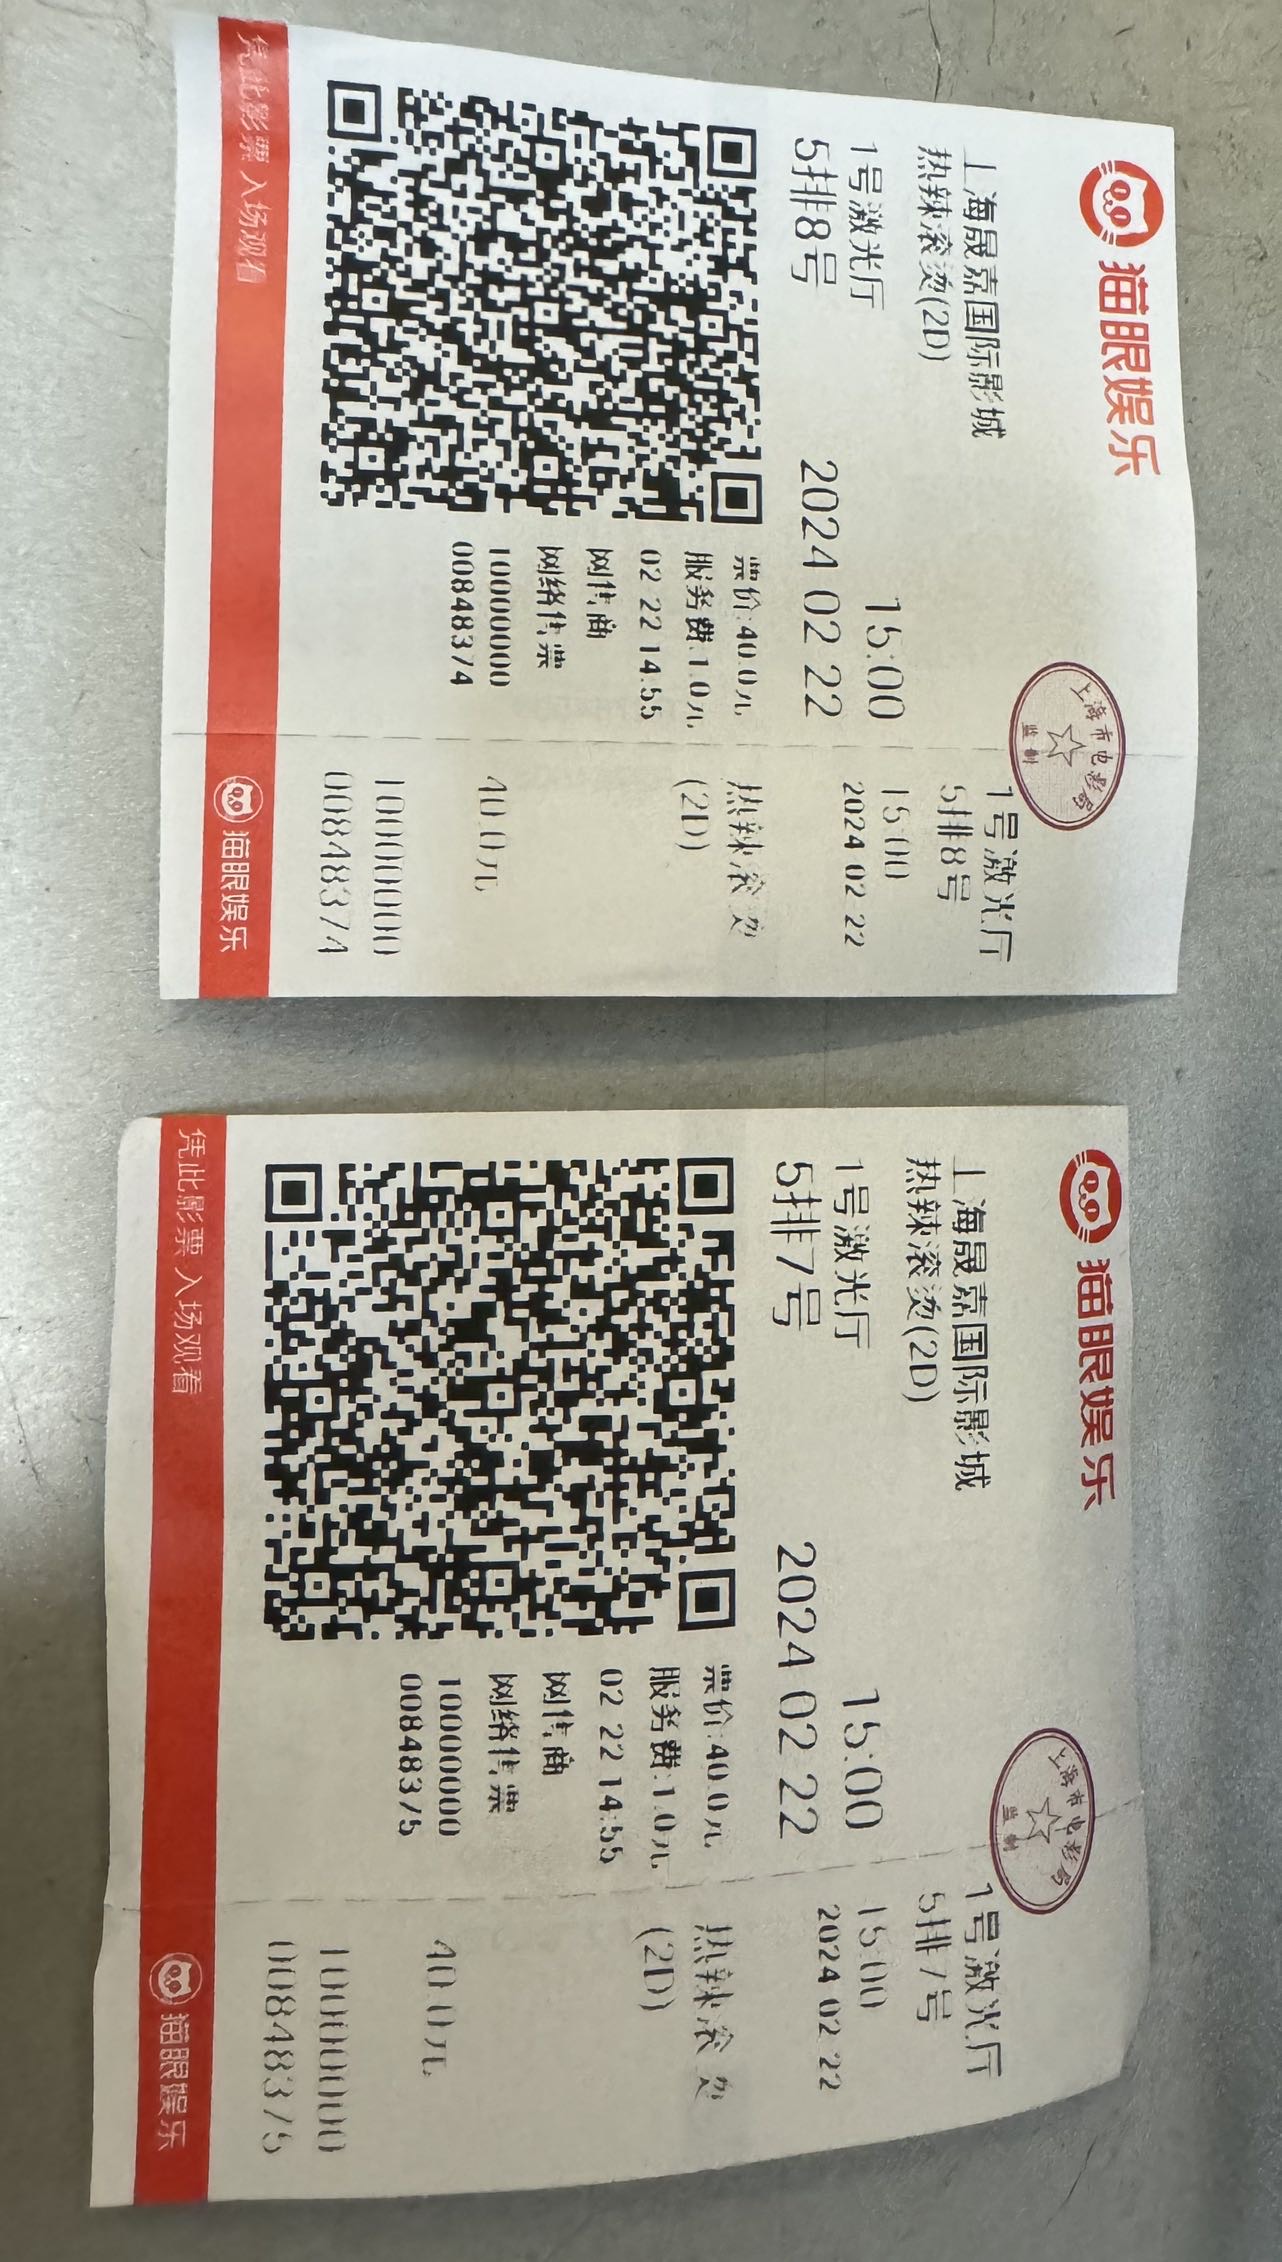 猫眼娱乐
上海晟嘉国际影城
热辣滚烫(2D)
1号激光厅
15:00
5排8号
2024 02 22
票价:40.0元
服务费:1.0元
02 22 14:55
网售商
网络售票
10000000
00848374
凭此影票 入场观看
上海市电影局
监制
1号激光厅
5排8号
15:00
2024 02 22
热辣滚烫
(2D)
40.0元
10000000
00848374
猫眼娱乐
猫眼娱乐
上海晟嘉国际影城
热辣滚烫(2D)
1号激光厅
15:00
5排7号
2024 02 22
票价:40.0元
服务费:1.0元
02 22 14:55
网售商
网络售票
10000000
00848375
凭此影票 入场观看
上海市电影局
监制
1号激光厅
5排7号
15:00
2024 02 22
热辣滚烫
(2D)
40.0元
10000000
00848375
猫眼娱乐